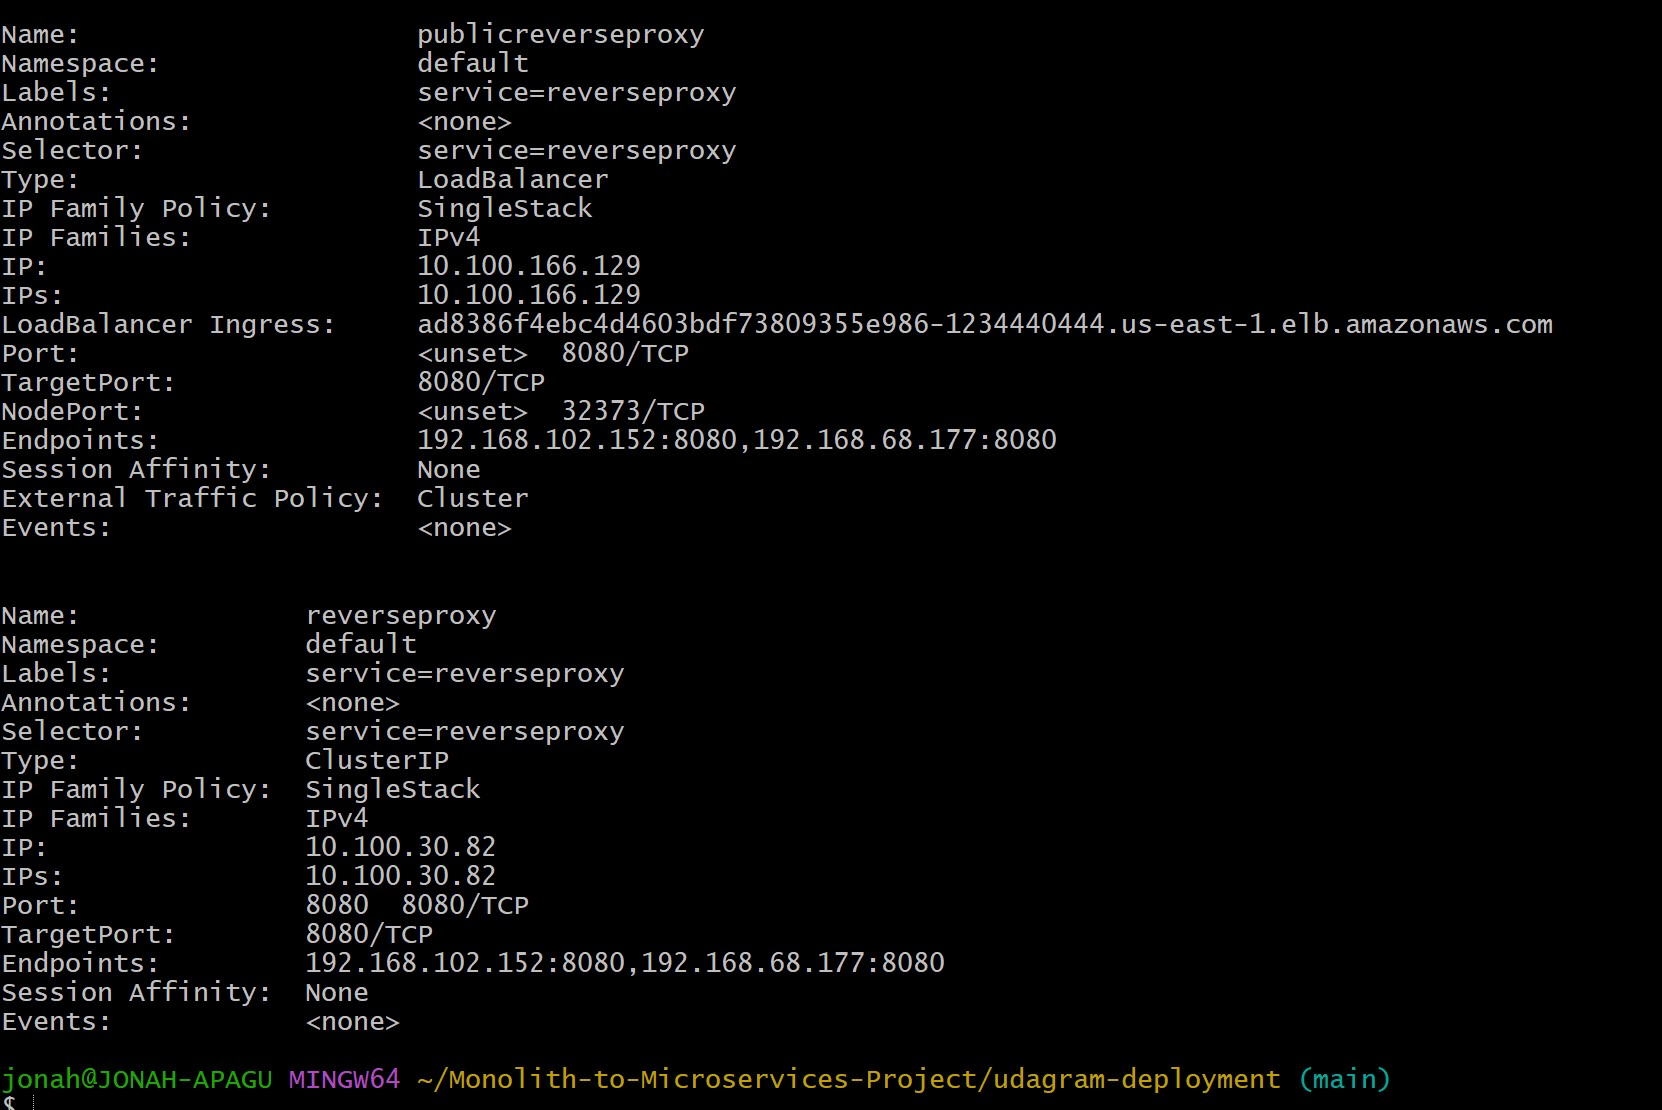 Name:                     publicreverseproxy
Namespace:                default
Labels:                   service=reverseproxy
Annotations:              <none>
Selector:                 service=reverseproxy
Type:                     LoadBalancer
IP Family Policy:         SingleStack
IP Families:              IPv4
IP:                       10.100.166.129
IPs:                      10.100.166.129
LoadBalancer Ingress:     ad8386f4ebc4d4603bdf73809355e986-1234440444.us-east-1.elb.amazonaws.com
Port:                     <unset>  8080/TCP
TargetPort:               8080/TCP
NodePort:                 <unset>  32373/TCP
Endpoints:                192.168.102.152:8080,192.168.68.177:8080
Session Affinity:         None
External Traffic Policy:  Cluster
Events:                   <none>
Name:              reverseproxy
Namespace:         default
Labels:            service=reverseproxy
Annotations:       <none>
Selector:          service=reverseproxy
Type:              ClusterIP
IP Family Policy:  SingleStack
IP Families:       IPv4
IP:                10.100.30.82
IPs:               10.100.30.82
Port:              8080  8080/TCP
TargetPort:        8080/TCP
Endpoints:         192.168.102.152:8080,192.168.68.177:8080
Session Affinity:  None
Events:            <none>
jonah@JONAH-APAGU MINGW64 ~/Monolith-to-Microservices-Project/udagram-deployment (main)
$